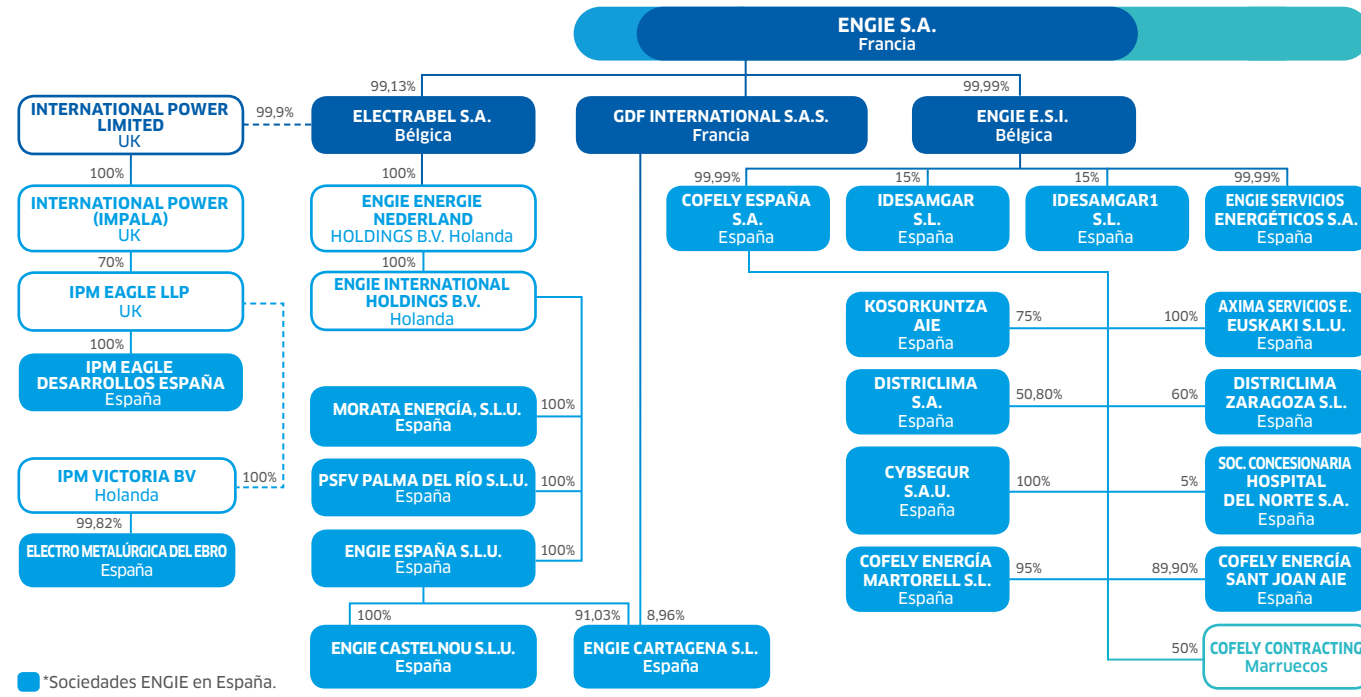 ENGIE S.A.
Francia
99,13%
99,99%
INTERNATIONAL POWER
LIMITED
UK
99,9%
ELECTRABEL S.A.
Bélgica
GDF INTERNATIONAL S.A.S.
Francia
ENGIE E.S.I.
Bélgica
100%
100%
99,99%
15%
15%
99,99%
INTERNATIONAL POWER
(IMPALA)
UK
ENGIE ENERGIE
NEDERLAND
HOLDINGS B.V. Holanda
COFELY ESPAÑA
S.A.
España
IDESAMGAR
S.L.
España
IDESAMGAR1
S.L.
España
ENGIE SERVICIOS
ENERGÉTICOS S.A.
España
70%
100%
IPM EAGLE LLP
UK
ENGIE INTERNATIONAL
HOLDINGS B.V.
Holanda
KOSORKUNTZA
AIE
España
75%
100%
AXIMA SERVICIOS E.
EUSKAKI S.L.U.
España
100%
IPM EAGLE
DESARROLLOS ESPAÑA
España
MORATA ENERGÍA, S.L.U.
España
100%
DISTRICLIMA
S.A.
España
50,80%
60%
DISTRICLIMA
ZARAGOZA S.L.
España
IPM VICTORIA BV
Holanda
100%
PSFV PALMA DEL RÍO S.L.U.
España
100%
CYBSEGUR
S.A.U.
España
100%
5%
SOC. CONCESIONARIA
HOSPITAL
DEL NORTE S.A.
España
99,82%
ELECTRO METALÚRGICA DEL EBRO
España
ENGIE ESPAÑA S.L.U.
España
100%
COFELY ENERGÍA
MARTORELL S.L.
España
95%
89,90%
COFELY ENERGÍA
SANT JOAN AIE
España
100%
91,03%
8,96%
ENGIE CASTELNOU S.L.U.
España
ENGIE CARTAGENA S.L.
España
50%
COFELY CONTRACTING
Marruecos
*Sociedades ENGIE en España.